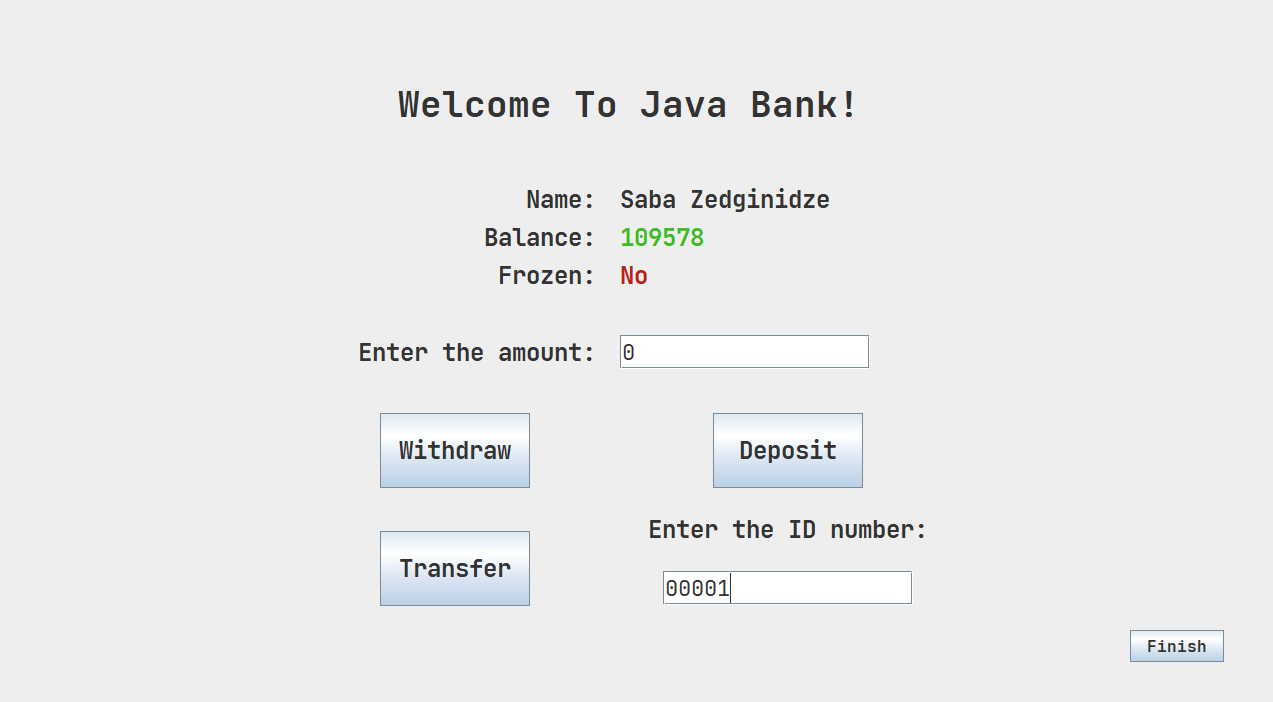 Welcome To Java Bank!
Name: Saba Zedginidze
Balance: 109578
Frozen: No
Enter the amount: 0
Withdraw
Deposit
Enter the ID number:
Transfer
00001
Finish